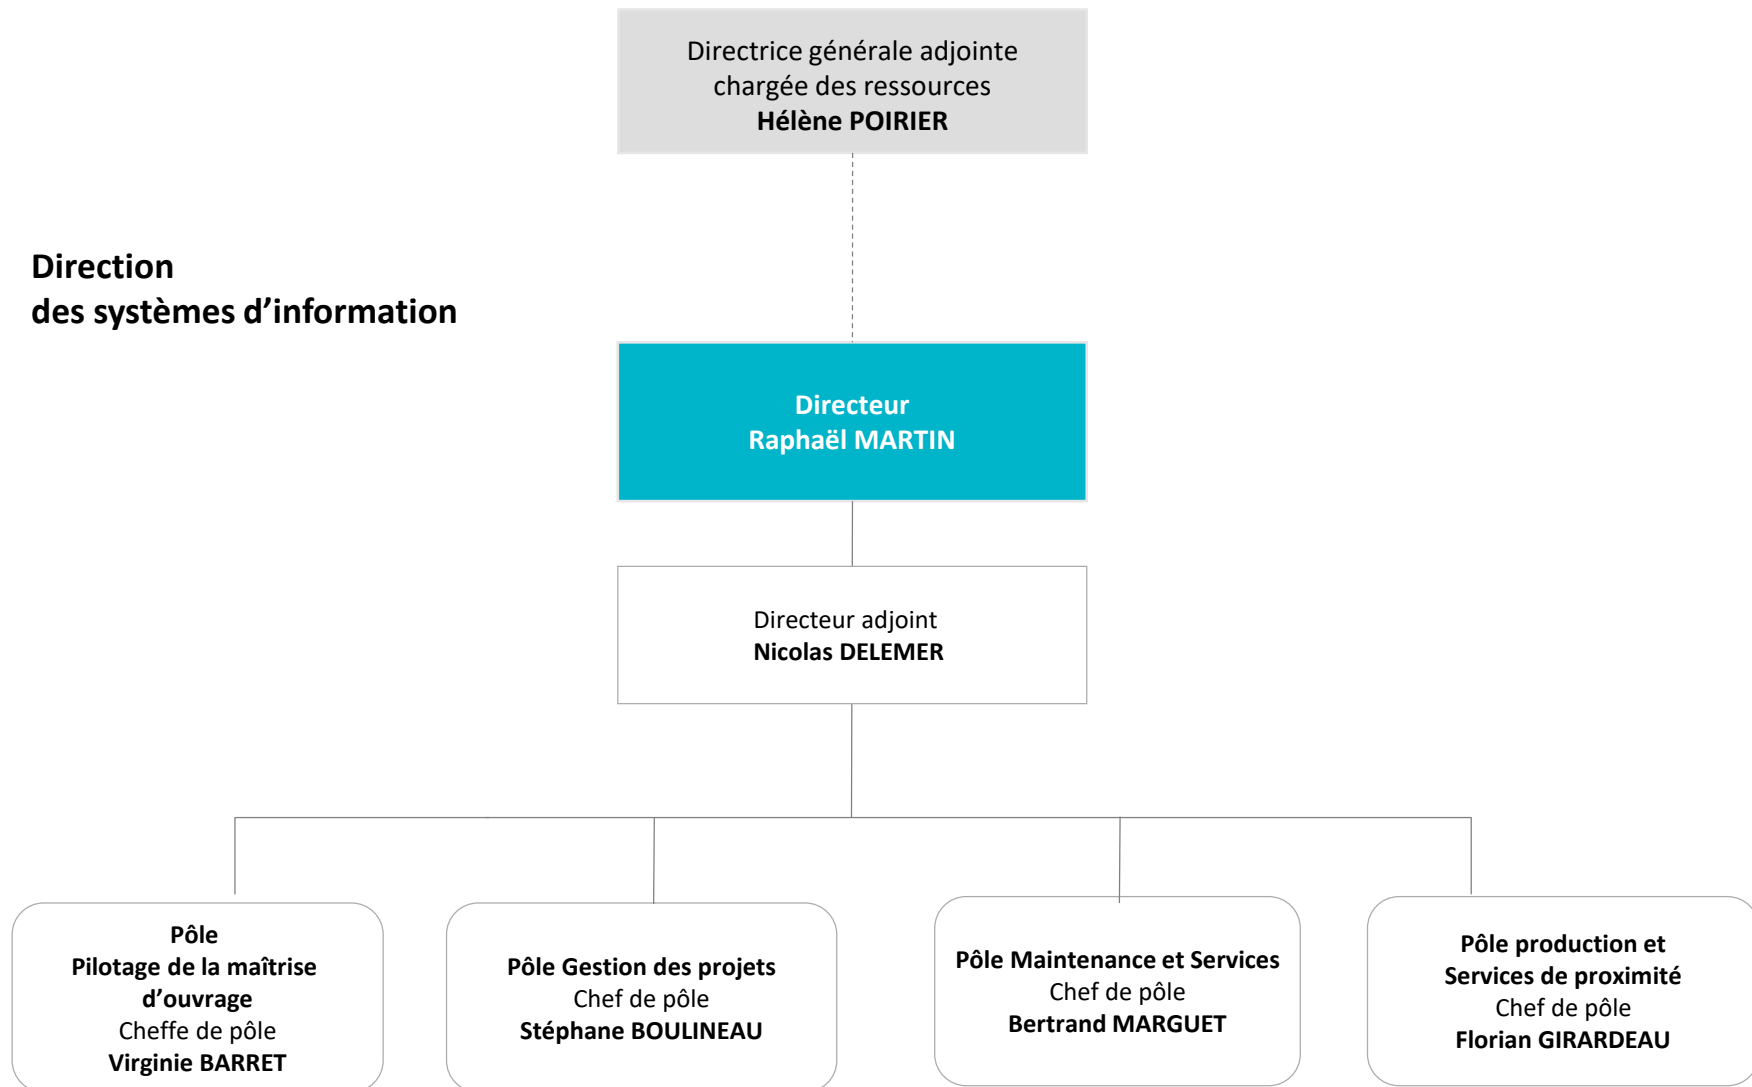 Directrice générale adjointe
chargée des ressources
Hélène POIRIER
Direction
des systèmes d’information
Directeur
Raphaël MARTIN
Directeur adjoint
Nicolas DELEMER
Pôle
Pilotage de la maîtrise
d’ouvrage
Cheffe de pôle
Virginie BARRET
Pôle Gestion des projets
Chef de pôle
Stéphane BOULINEAU
Pôle Maintenance et Services
Chef de pôle
Bertrand MARGUET
Pôle production et
Services de proximité
Chef de pôle
Florian GIRARDEAU